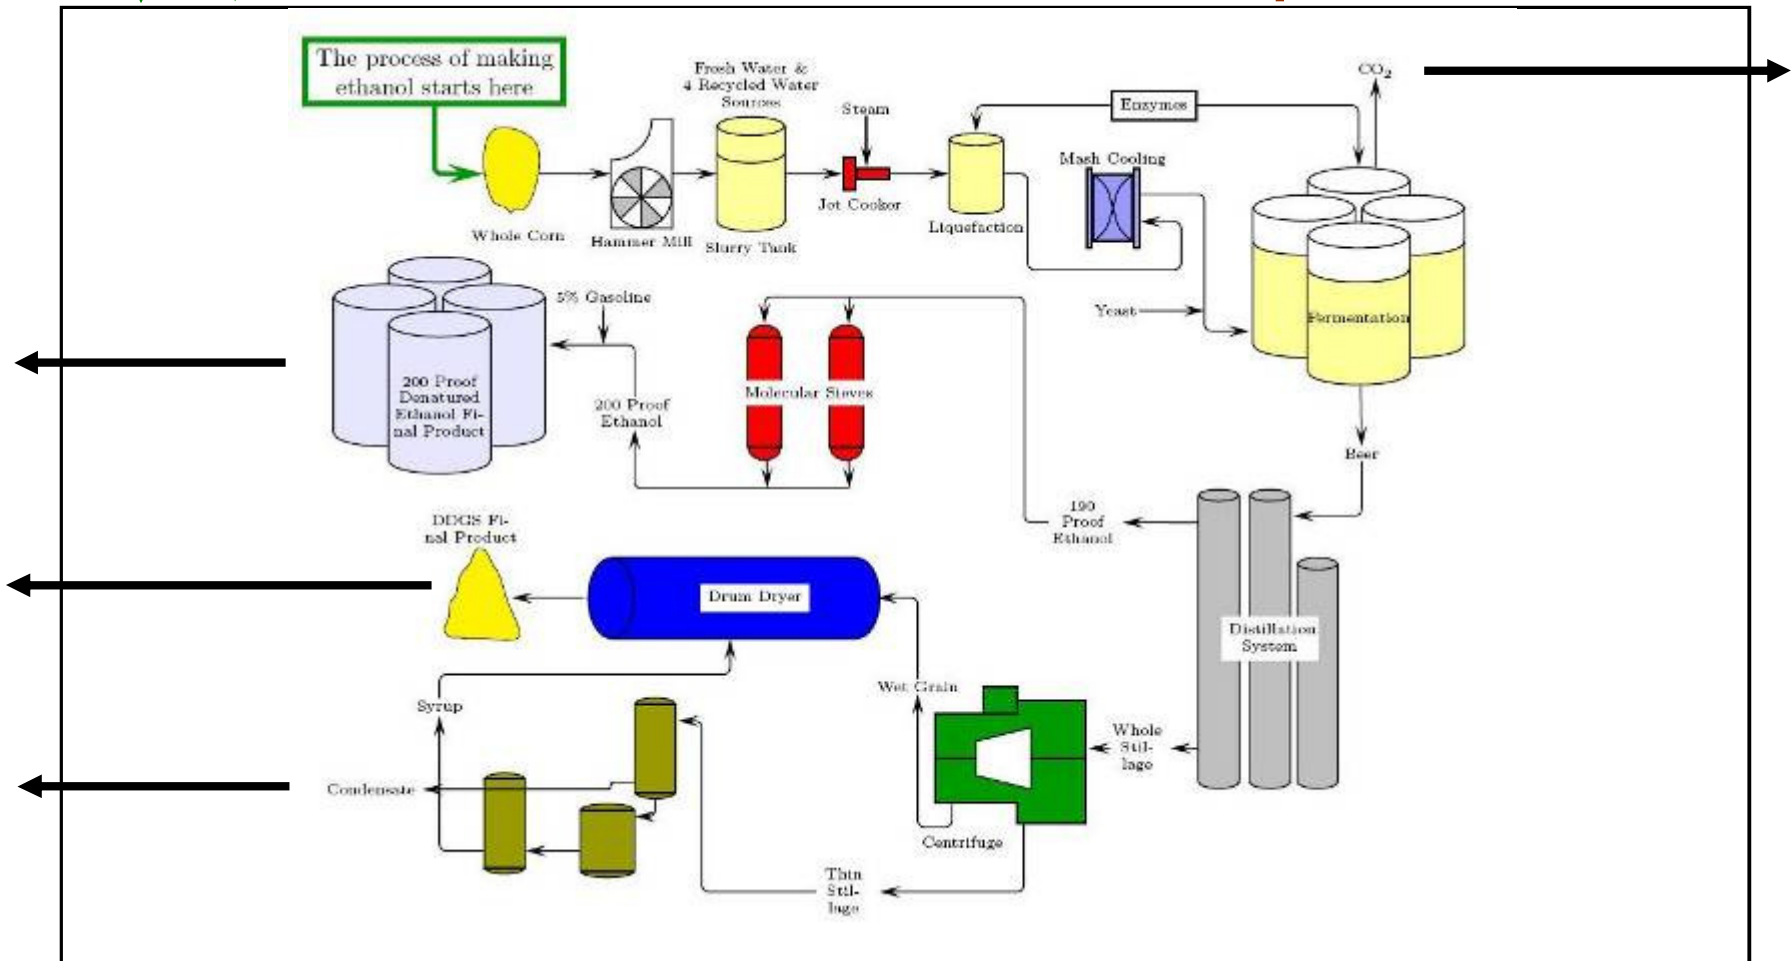 The process of making
ethanol starts here
Whole Corn
Hammer Mill
Fresh Water &
4 Recycled Water
Sources
Slurry Tank
Steam
Jet Cooker
Liquefaction
Enzymes
Mash Cooling
Yeast
CO₂
Fermentation
Beer
Distillation
System
190
Proof
Ethanol
Molecular Sieves
200 Proof
Ethanol
5% Gasoline
200 Proof
Denatured
Ethanol Fi-
nal Product
Whole
Stil-
lage
Centrifuge
Wet Grain
Thin
Stil-
lage
Condensate
Syrup
Drum Dryer
DDGS Fi-
nal Product